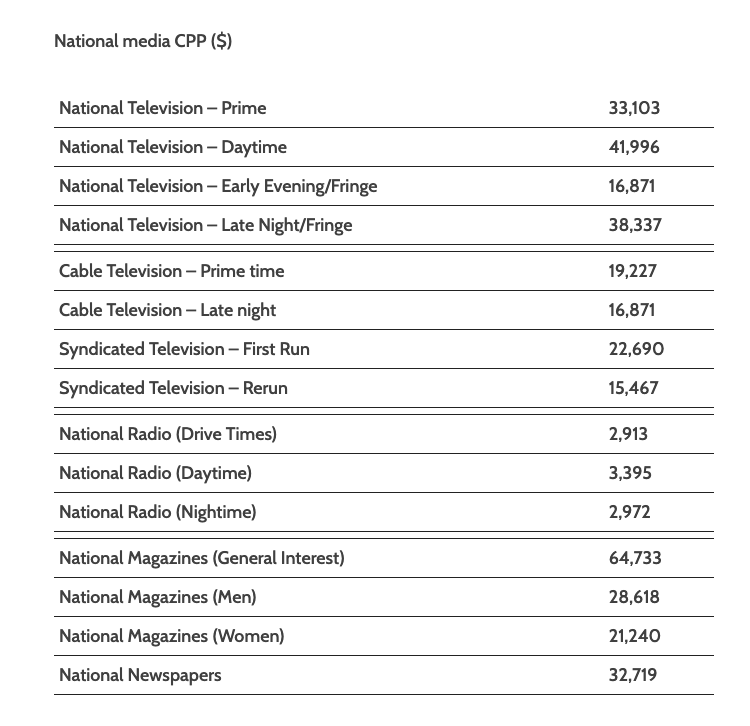 National media CPP ($)
National Television – Prime 33,103
National Television – Daytime 41,996
National Television – Early Evening/Fringe 16,871
National Television – Late Night/Fringe 38,337
Cable Television – Prime time 19,227
Cable Television – Late night 16,871
Syndicated Television – First Run 22,690
Syndicated Television – Rerun 15,467
National Radio (Drive Times) 2,913
National Radio (Daytime) 3,395
National Radio (Nightime) 2,972
National Magazines (General Interest) 64,733
National Magazines (Men) 28,618
National Magazines (Women) 21,240
National Newspapers 32,719